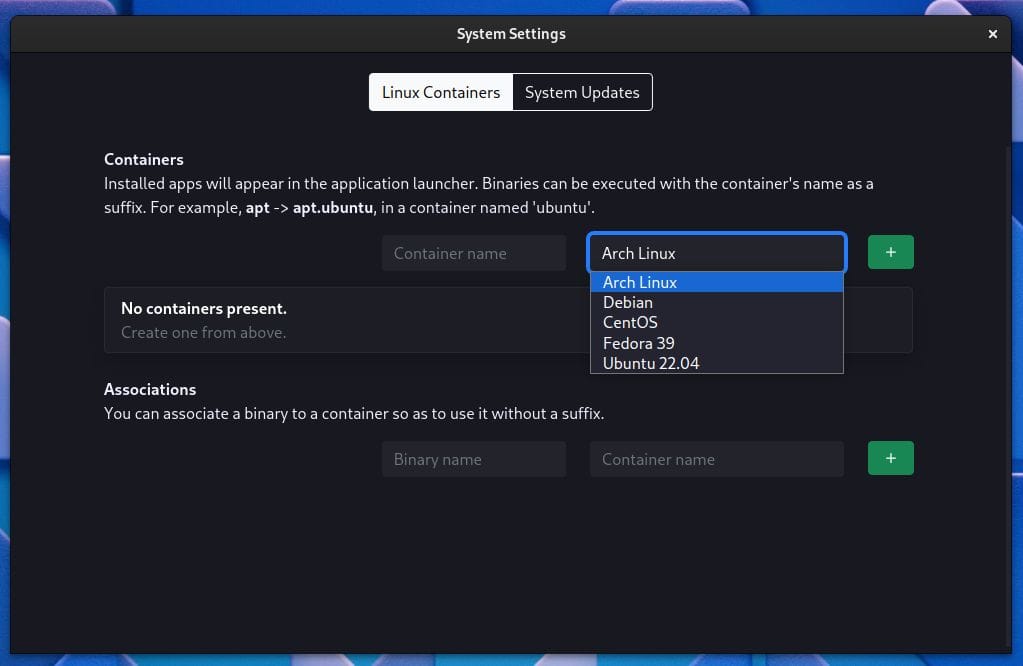 System Settings
Linux Containers
System Updates
Containers
Installed apps will appear in the application launcher. Binaries can be executed with the container's name as a
suffix. For example, apt -> apt.ubuntu, in a container named 'ubuntu'.
Container name
Arch Linux
+
Arch Linux
Debian
CentOS
Fedora 39
Ubuntu 22.04
No containers present.
Create one from above.
Associations
You can associate a binary to a container so as to use it without a suffix.
Binary name
Container name
+